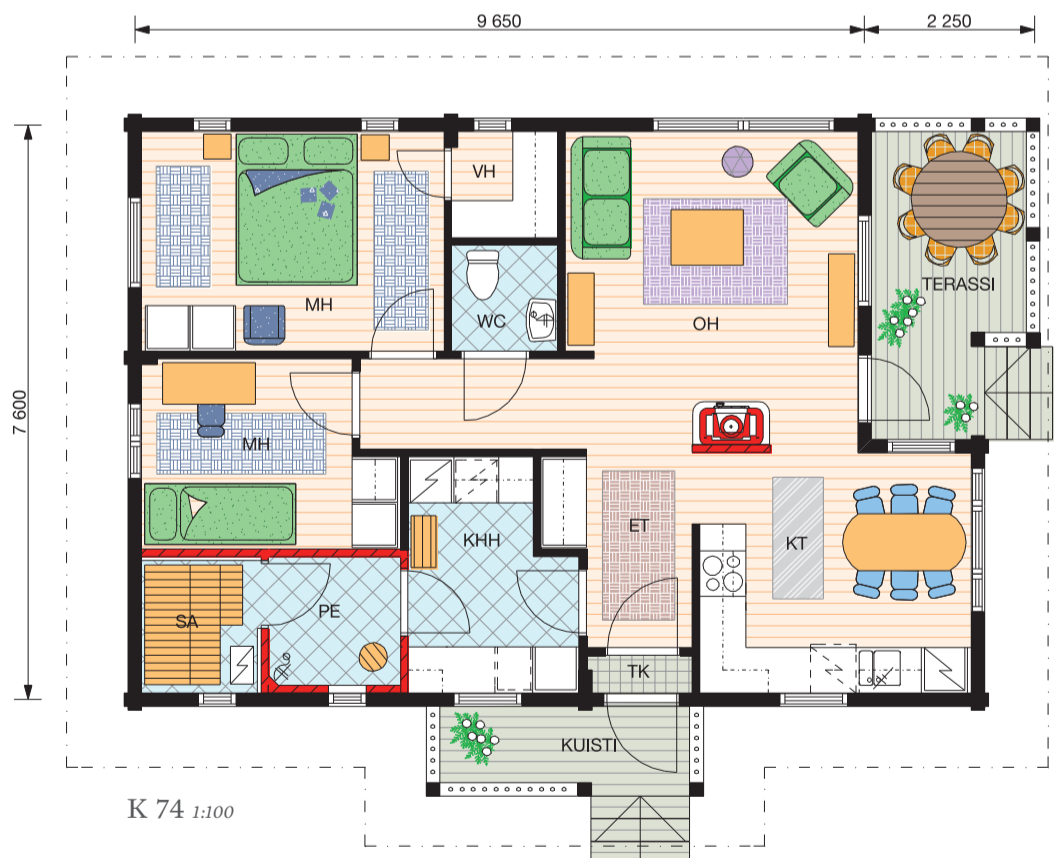 9 650
2 250
7 600
VH
MH
WC
OH
TERASSI
MH
KHH
ET
KT
SA
PE
TK
KUISTI
K 74 1:100